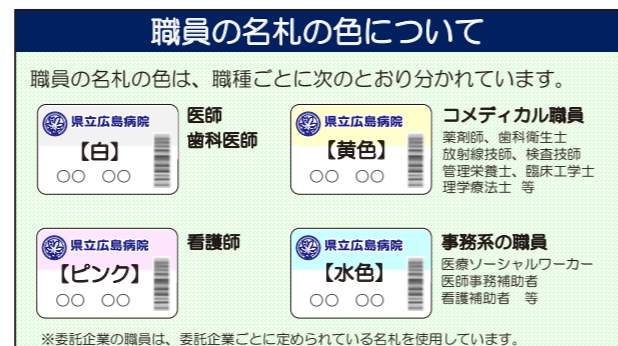 職員の名札の色について
職員の名札の色は、職種ごとに次のとおり分かれています。
県立広島病院
【白】
○○ ○○
医師
歯科医師
県立広島病院
【黄色】
○○ ○○
コメディカル職員
薬剤師、歯科衛生士
放射線技師、検査技師
管理栄養士、臨床工学士
理学療法士 等
県立広島病院
【ピンク】
○○ ○○
看護師
県立広島病院
【水色】
○○ ○○
事務系の職員
医療ソーシャルワーカー
医師事務補助者
看護補助者 等
※委託企業の職員は、委託企業ごとに定められている名札を使用しています。